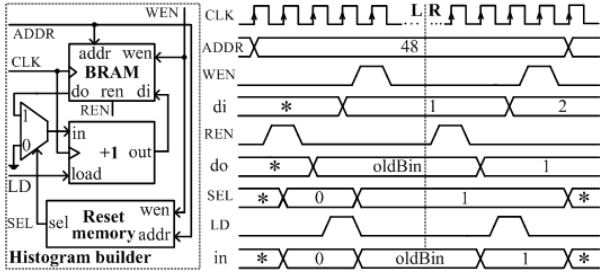 WEN
ADDR
addr wen
CLK
BRAM
do ren di
REN
1
in
0
+1 out
load
LD
SEL
sel Reset wen
memory addr
Histogram builder
CLK
L R
ADDR 48
WEN
di * 1 2
REN
do * oldBin 1
SEL * 0 1 *
LD
in * 0 oldBin 1 *